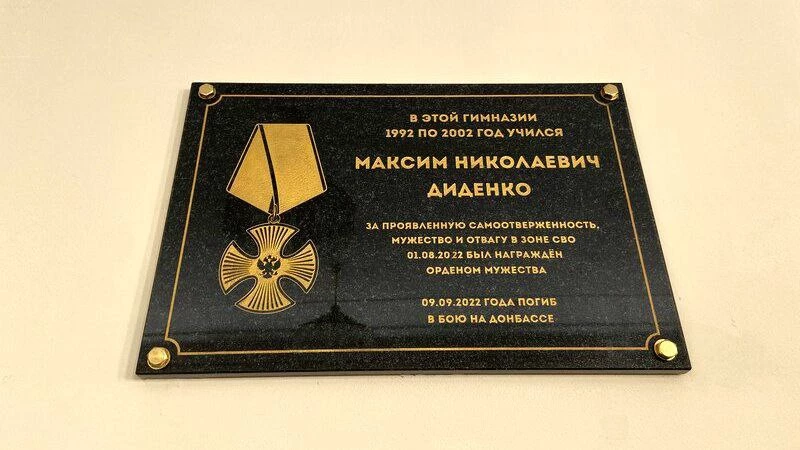 В ЭТОЙ ГИМНАЗИИ
1992 ПО 2002 ГОД УЧИЛСЯ
МАКСИМ НИКОЛАЕВИЧ
ДИДЕНКО
ЗА ПРОЯВЛЕННУЮ САМООТВЕРЖЕННОСТЬ,
МУЖЕСТВО И ОТВАГУ В ЗОНЕ СВО
01.08.2022 БЫЛ НАГРАЖДЁН
ОРДЕНОМ МУЖЕСТВА
09.09.2022 ГОДА ПОГИБ
В БОЮ НА ДОНБАССЕ